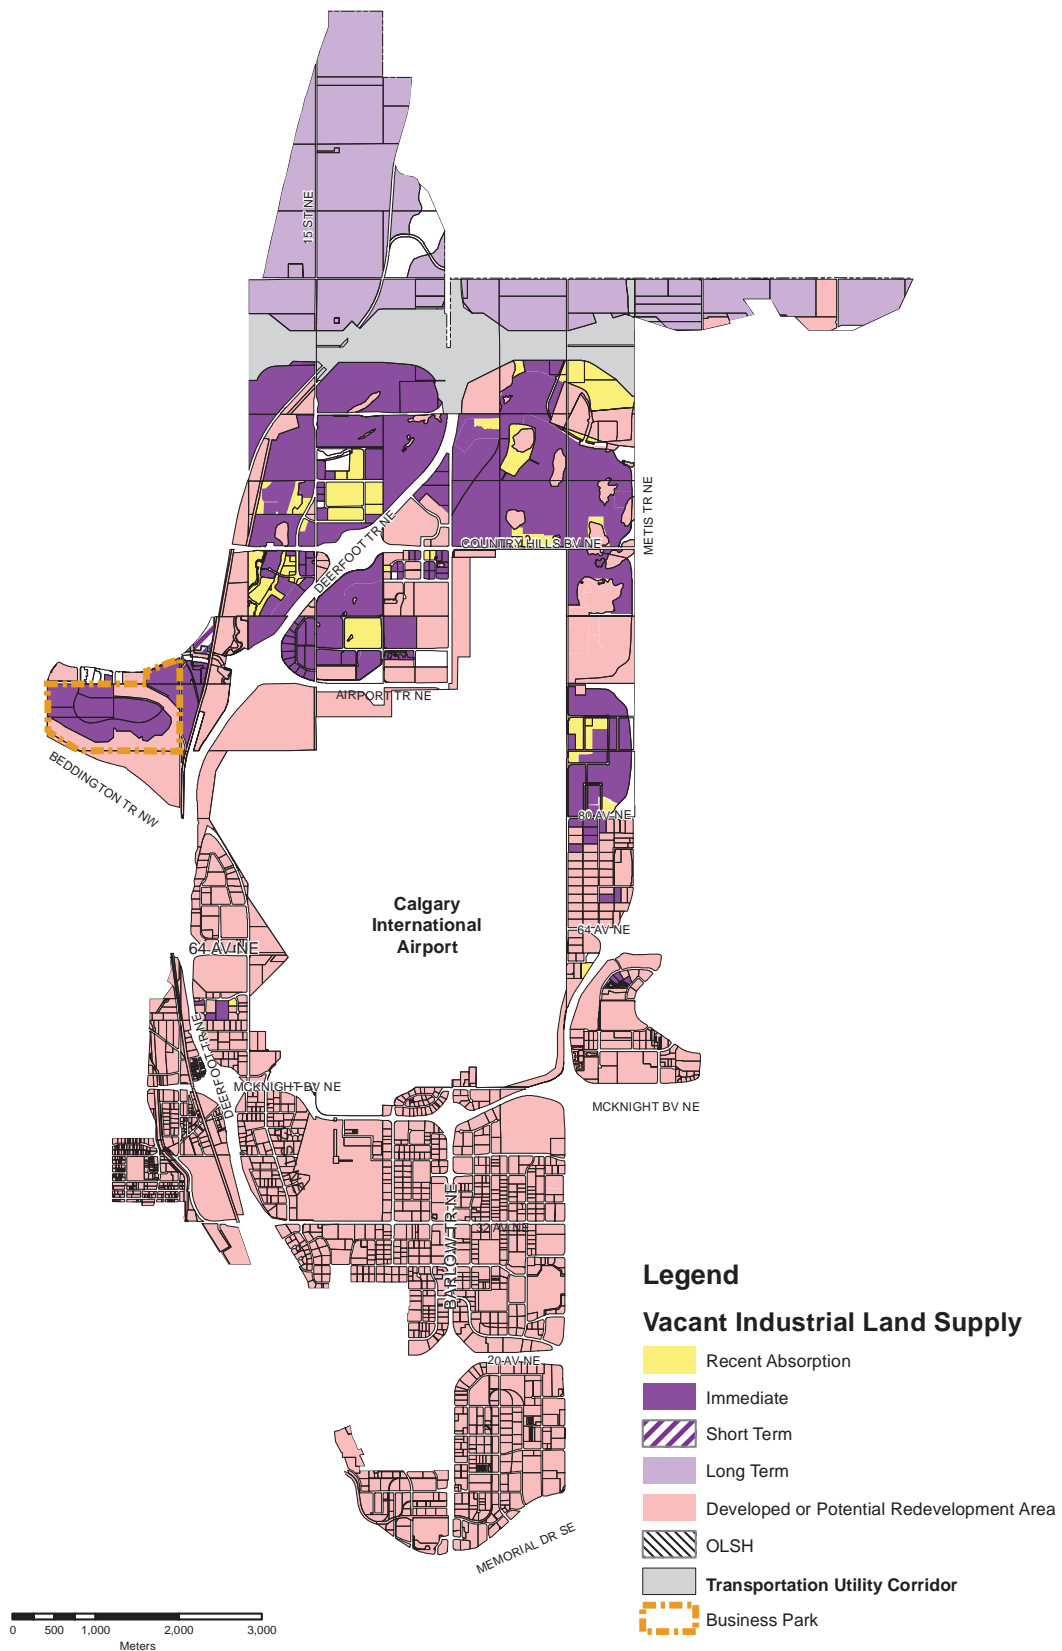 15 ST NE
METIS TR NE
DEERFOOT TR NE
COUNTRY HILLS BV NE
AIRPORT TR NE
BEDDINGTON TR NW
80 AV NE
Calgary
International
Airport
64 AV NE
64 AV NE
DEERFOOT TR NE
MCKNIGHT BV NE
MCKNIGHT BV NE
BARLOW TR NE
32 AV NE
20 AV NE
MEMORIAL DR SE
Legend
Vacant Industrial Land Supply
Recent Absorption
Immediate
Short Term
Long Term
Developed or Potential Redevelopment Area
OLSH
Transportation Utility Corridor
Business Park
0 500 1,000 2,000 3,000
Meters